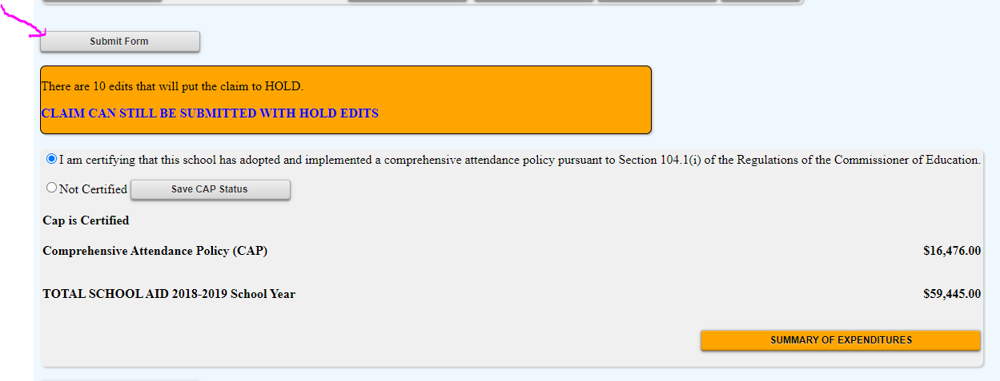 Submit Form
There are 10 edits that will put the claim to HOLD.
CLAIM CAN STILL BE SUBMITTED WITH HOLD EDITS
I am certifying that this school has adopted and implemented a comprehensive attendance policy pursuant to Section 104.1(i) of the Regulations of the Commissioner of Education.
Not Certified Save CAP Status
Cap is Certified
Comprehensive Attendance Policy (CAP) $16,476.00
TOTAL SCHOOL AID 2018-2019 School Year $59,445.00
SUMMARY OF EXPENDITURES